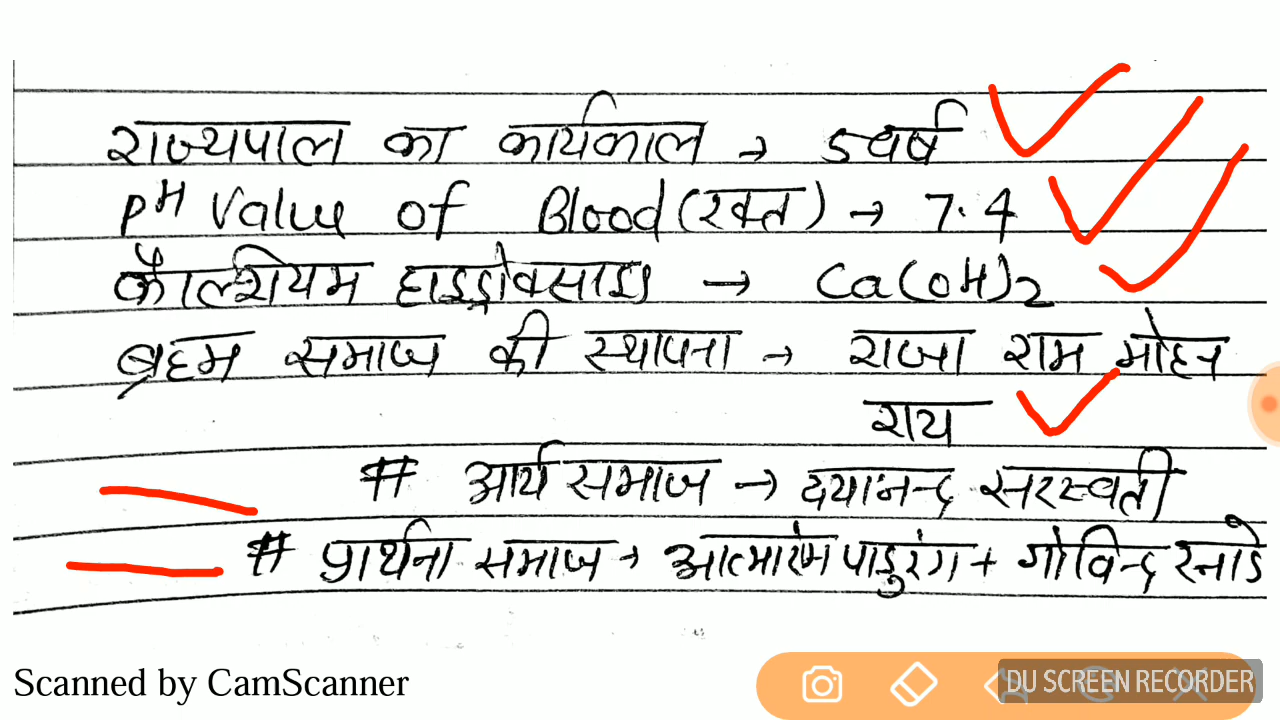 राज्यपाल का कार्यकाल → 5 वर्ष
pH Value of Blood (रक्त) → 7.4
कैल्शियम हाइड्रोक्साइड → Ca(OH)2
ब्रहम समाज की स्थापना → राजा राम मोहन
राय
# आर्य समाज → दयानन्द सरस्वती
# प्रार्थना समाज → आत्मारंम पाडुरंग + गोविन्द रनाडे
Scanned by CamScanner
DU SCREEN RECORDER